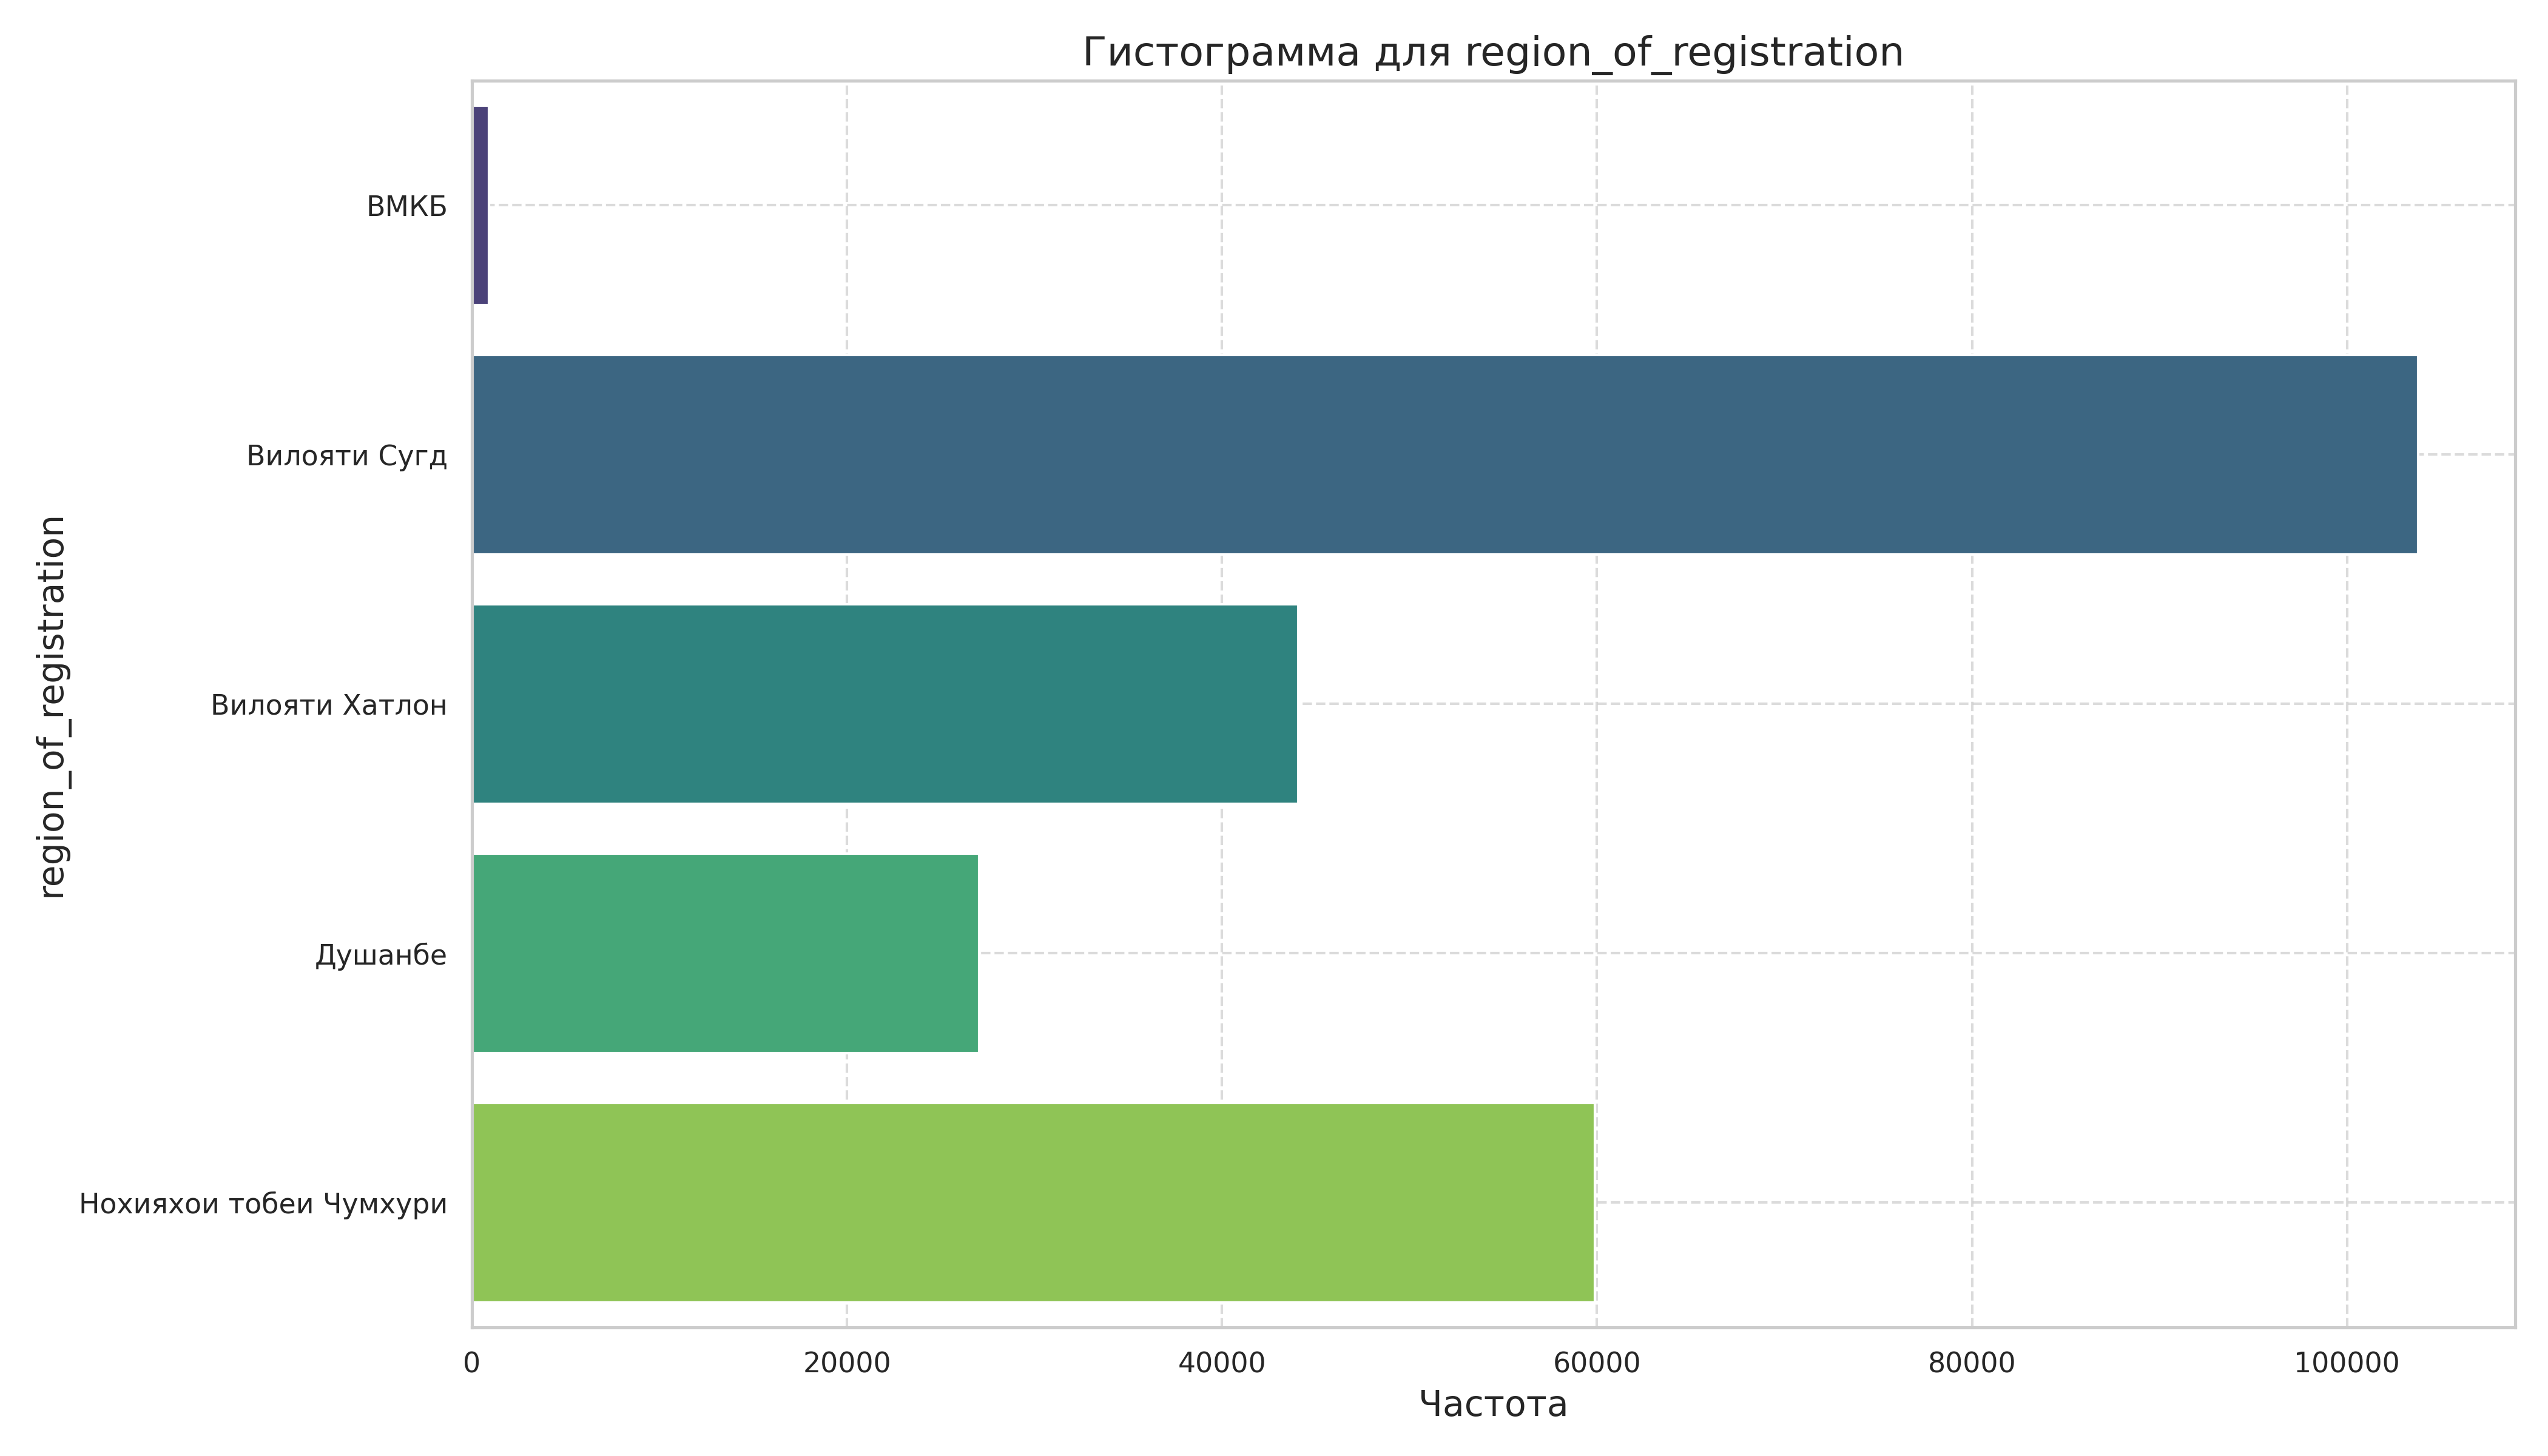 Гистограмма для region_of_registration
region_of_registration
ВМКБ
Вилояти Сугд
Вилояти Хатлон
Душанбе
Нохияхои тобеи Чумхури
0 20000 40000 60000 80000 100000
Частота